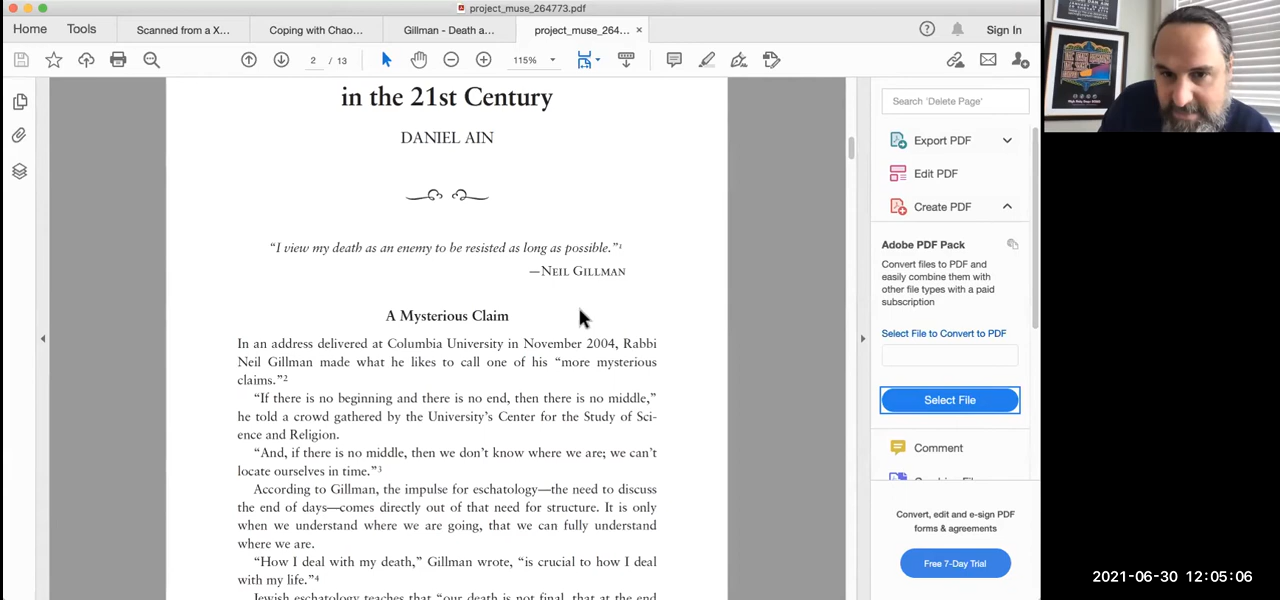 project_muse_264773.pdf
Home Tools Scanned from a X... Coping with Chao... Gillman - Death a... project_muse_264... × Sign In
2 / 13 115%
in the 21st Century
DANIEL AIN
“I view my death as an enemy to be resisted as long as possible.”1
—NEIL GILLMAN
A Mysterious Claim
In an address delivered at Columbia University in November 2004, Rabbi
Neil Gillman made what he likes to call one of his “more mysterious
claims.”2
“If there is no beginning and there is no end, then there is no middle,”
he told a crowd gathered by the University’s Center for the Study of Sci-
ence and Religion.
“And, if there is no middle, then we don’t know where we are; we can’t
locate ourselves in time.”3
According to Gillman, the impulse for eschatology—the need to discuss
the end of days—comes directly out of that need for structure. It is only
when we understand where we are going, that we can fully understand
where we are.
“How I deal with my death,” Gillman wrote, “is crucial to how I deal
with my life.”4
Jewish eschatology teaches that “our death is not final, that at the end
Search 'Delete Page'
Export PDF
Edit PDF
Create PDF
Adobe PDF Pack
Convert files to PDF and
easily combine them with
other file types with a paid
subscription
Select File to Convert to PDF
Select File
Comment
Convert, edit and e-sign PDF
forms & agreements
Free 7-Day Trial
2021-06-30 12:05:06